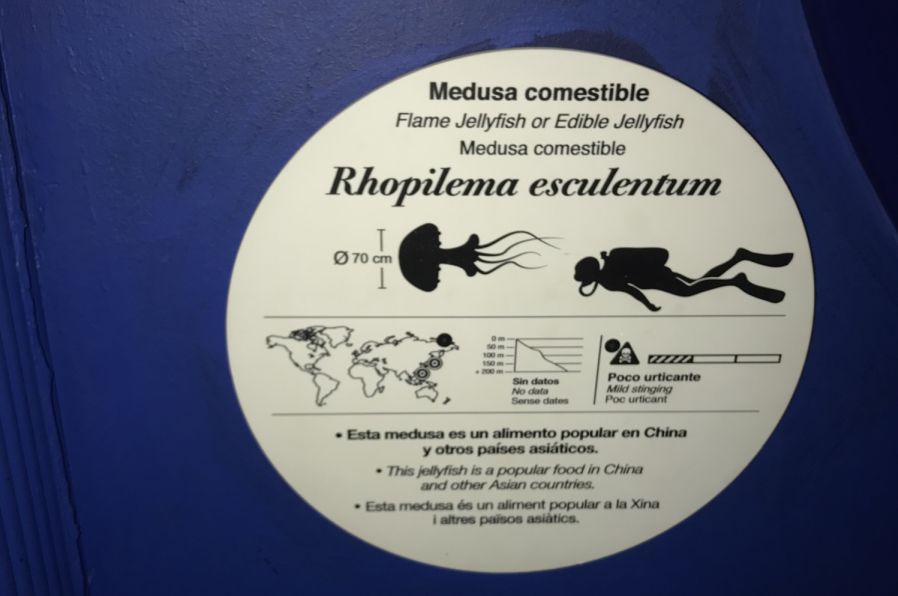 Medusa comestible
Flame Jellyfish or Edible Jellyfish
Medusa comestible
Rhopilema esculentum
Ø 70 cm
0 m
50 m
100 m
150 m
+ 200 m
Sin datos
No data
Sense dates
Poco urticante
Mild stinging
Poc urticant
• Esta medusa es un alimento popular en China
y otros países asiáticos.
• This jellyfish is a popular food in China
and other Asian countries.
• Esta medusa és un aliment popular a la Xina
i altres països asiàtics.